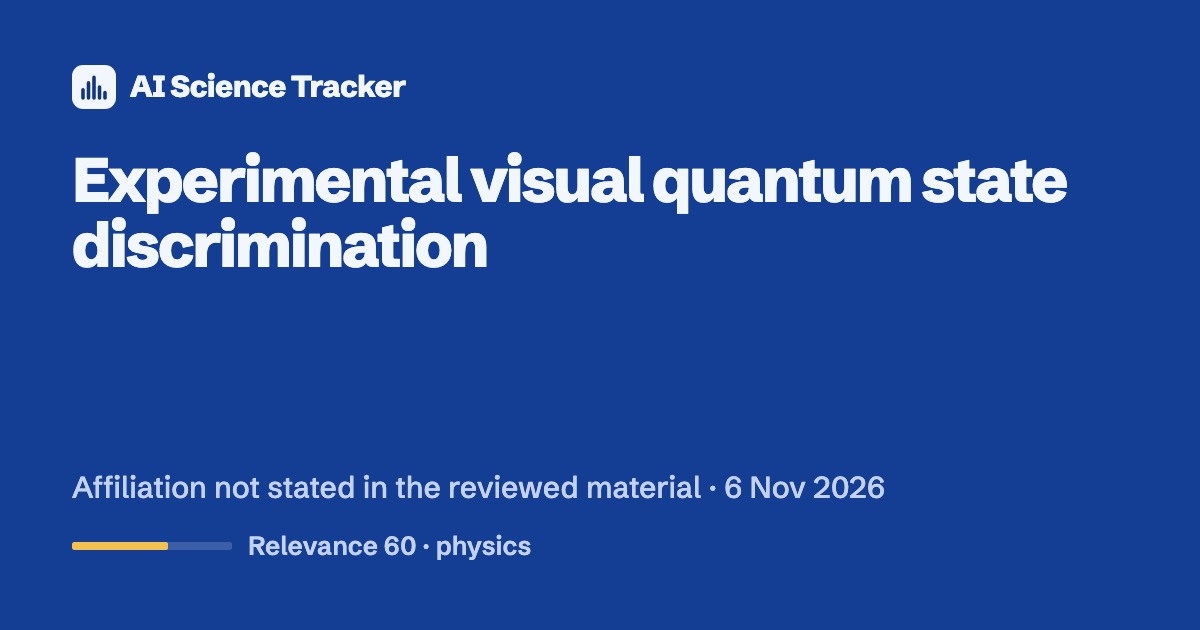 AI Science Tracker
Experimental visual quantum state
discrimination
Affiliation not stated in the reviewed material · 6 Nov 2026
Relevance 60 · physics